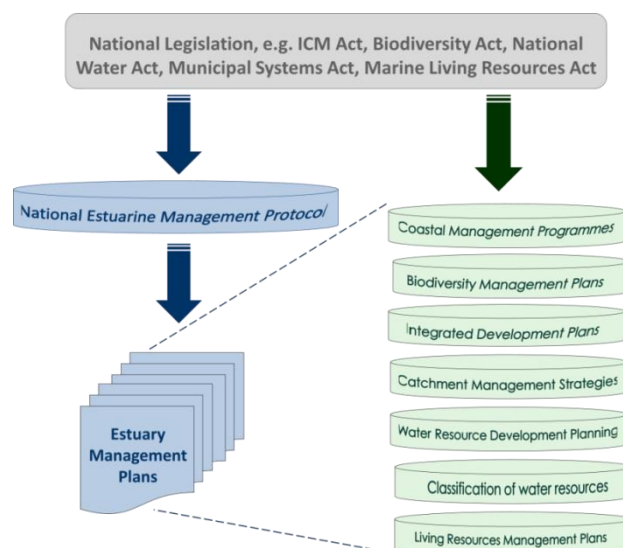 National Legislation, e.g. ICM Act, Biodiversity Act, National
Water Act, Municipal Systems Act, Marine Living Resources Act
National Estuarine Management Protocol
Coastal Management Programmes
Biodiversity Management Plans
Integrated Development Plans
Catchment Management Strategies
Water Resource Development Planning
Classification of water resources
Living Resources Management Plans
Estuary
Management
Plans